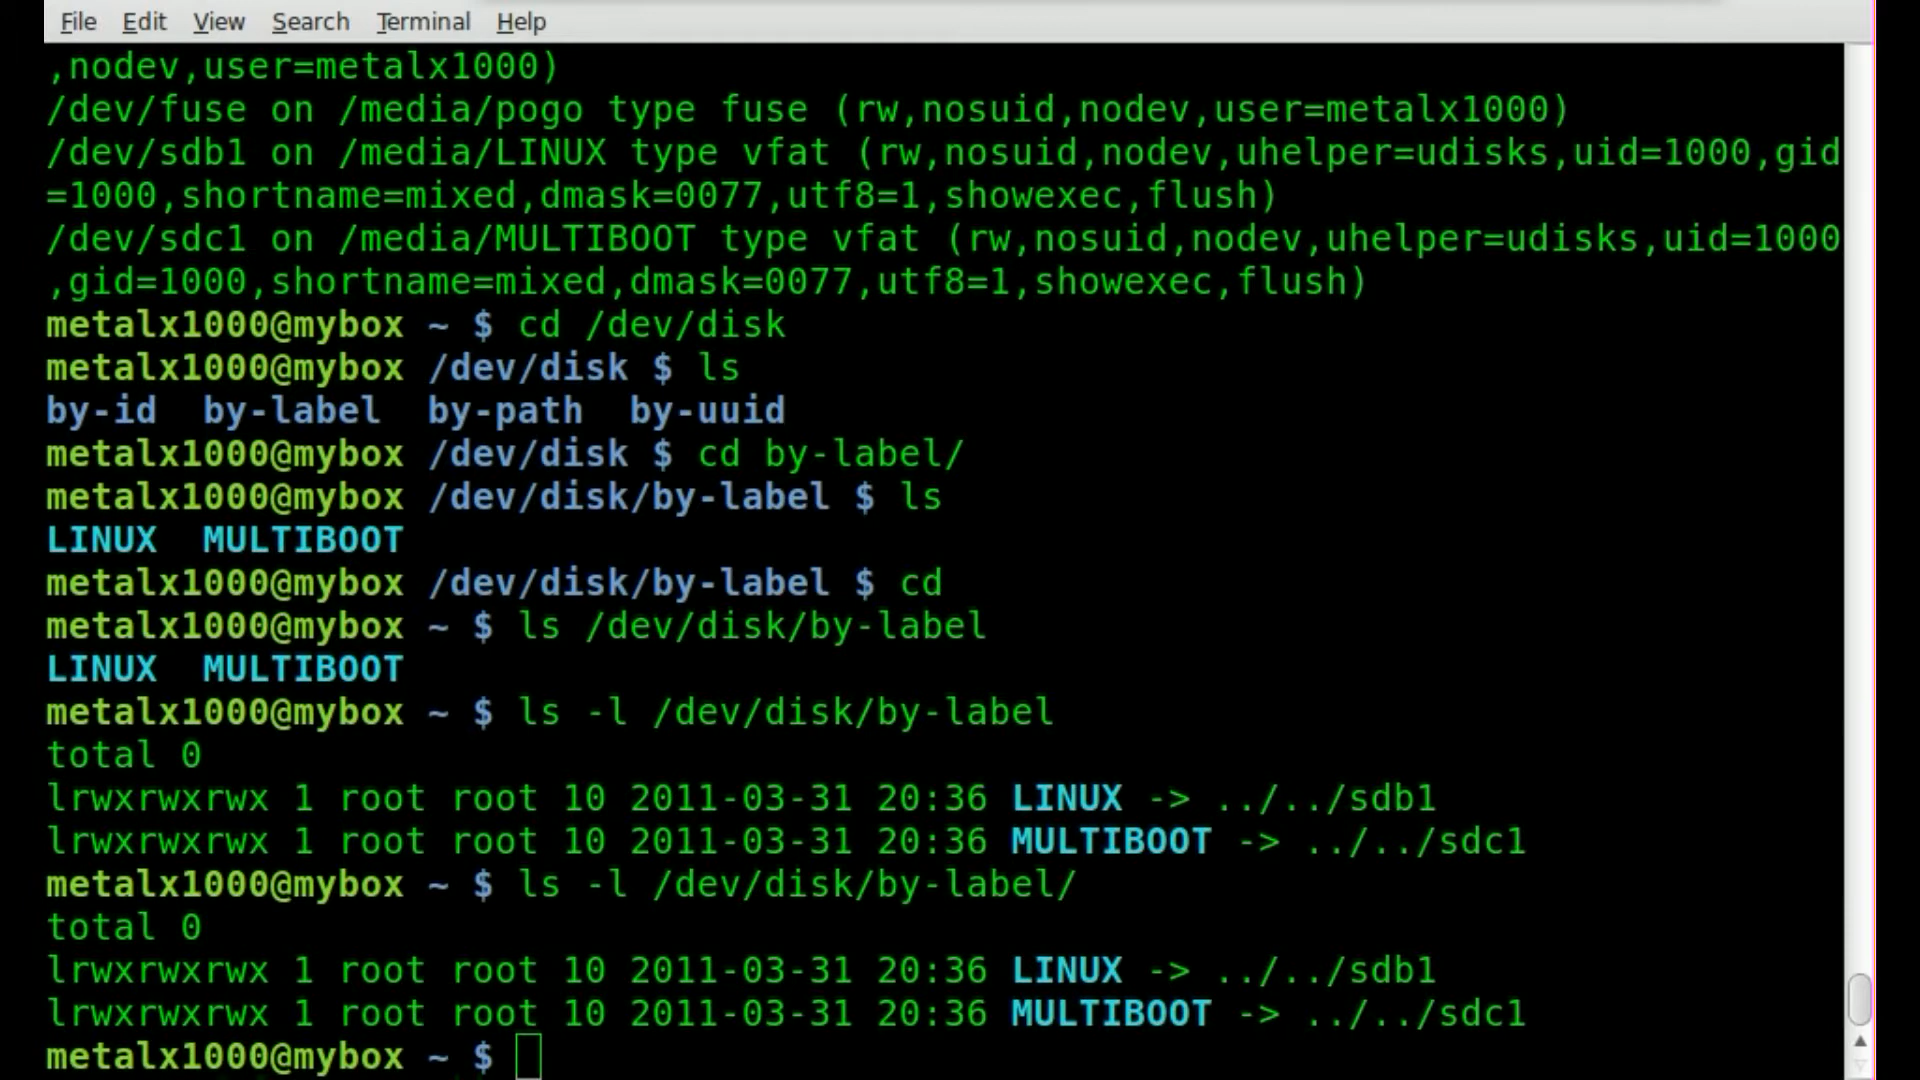 File Edit View Search Terminal Help
,nodev,user=metalx1000)
/dev/fuse on /media/pogo type fuse (rw,nosuid,nodev,user=metalx1000)
/dev/sdb1 on /media/LINUX type vfat (rw,nosuid,nodev,uhelper=udisks,uid=1000,gid
=1000,shortname=mixed,dmask=0077,utf8=1,showexec,flush)
/dev/sdc1 on /media/MULTIBOOT type vfat (rw,nosuid,nodev,uhelper=udisks,uid=1000
,gid=1000,shortname=mixed,dmask=0077,utf8=1,showexec,flush)
metalx1000@mybox ~ $ cd /dev/disk
metalx1000@mybox /dev/disk $ ls
by-id  by-label  by-path  by-uuid
metalx1000@mybox /dev/disk $ cd by-label/
metalx1000@mybox /dev/disk/by-label $ ls
LINUX  MULTIBOOT
metalx1000@mybox /dev/disk/by-label $ cd
metalx1000@mybox ~ $ ls /dev/disk/by-label
LINUX  MULTIBOOT
metalx1000@mybox ~ $ ls -l /dev/disk/by-label
total 0
lrwxrwxrwx 1 root root 10 2011-03-31 20:36 LINUX -> ../../sdb1
lrwxrwxrwx 1 root root 10 2011-03-31 20:36 MULTIBOOT -> ../../sdc1
metalx1000@mybox ~ $ ls -l /dev/disk/by-label/
total 0
lrwxrwxrwx 1 root root 10 2011-03-31 20:36 LINUX -> ../../sdb1
lrwxrwxrwx 1 root root 10 2011-03-31 20:36 MULTIBOOT -> ../../sdc1
metalx1000@mybox ~ $